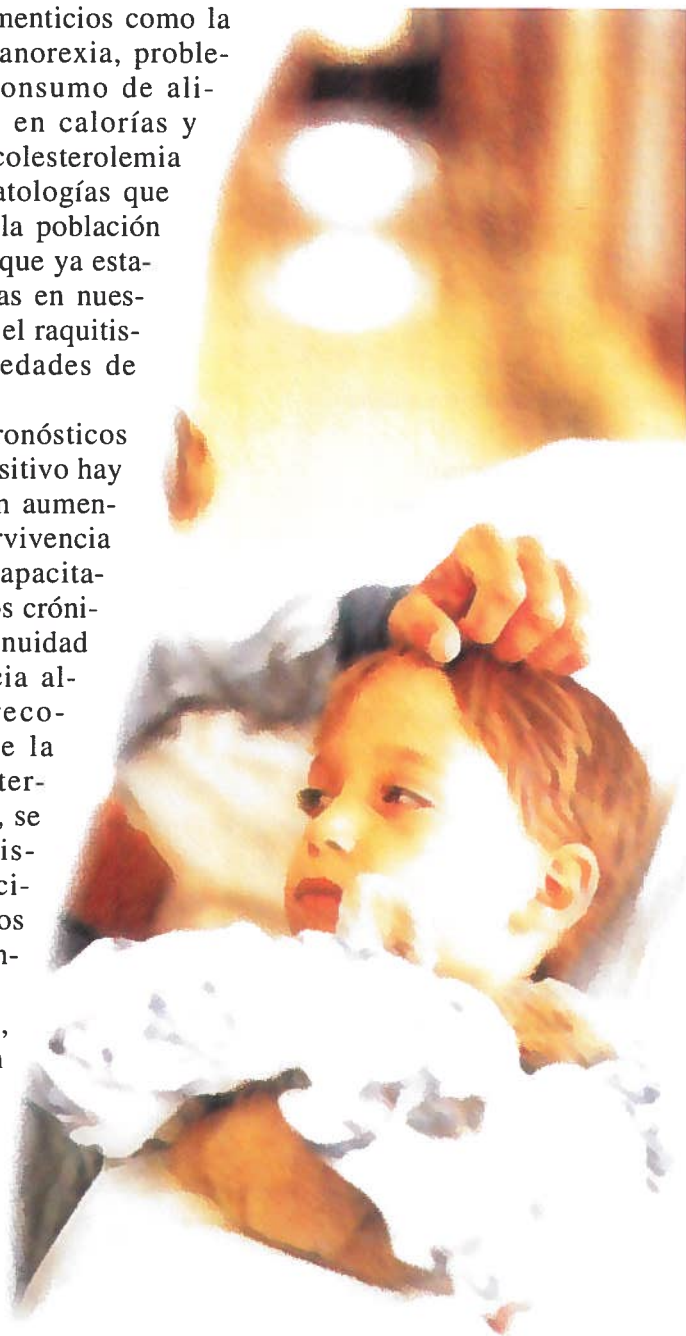 menticios como la
anorexia, proble-
onsumo de ali-
en calorías y
colesterolemia
atologías que
la población
que ya esta-
as en nues-
el raquitis-
edades de
ronósticos
sitivo hay
n aumen-
rvivencia
capacita-
s cróni-
nuidad
cia al-
reco-
e la
ter-
, se
is-
ci-
os
n-
,
n